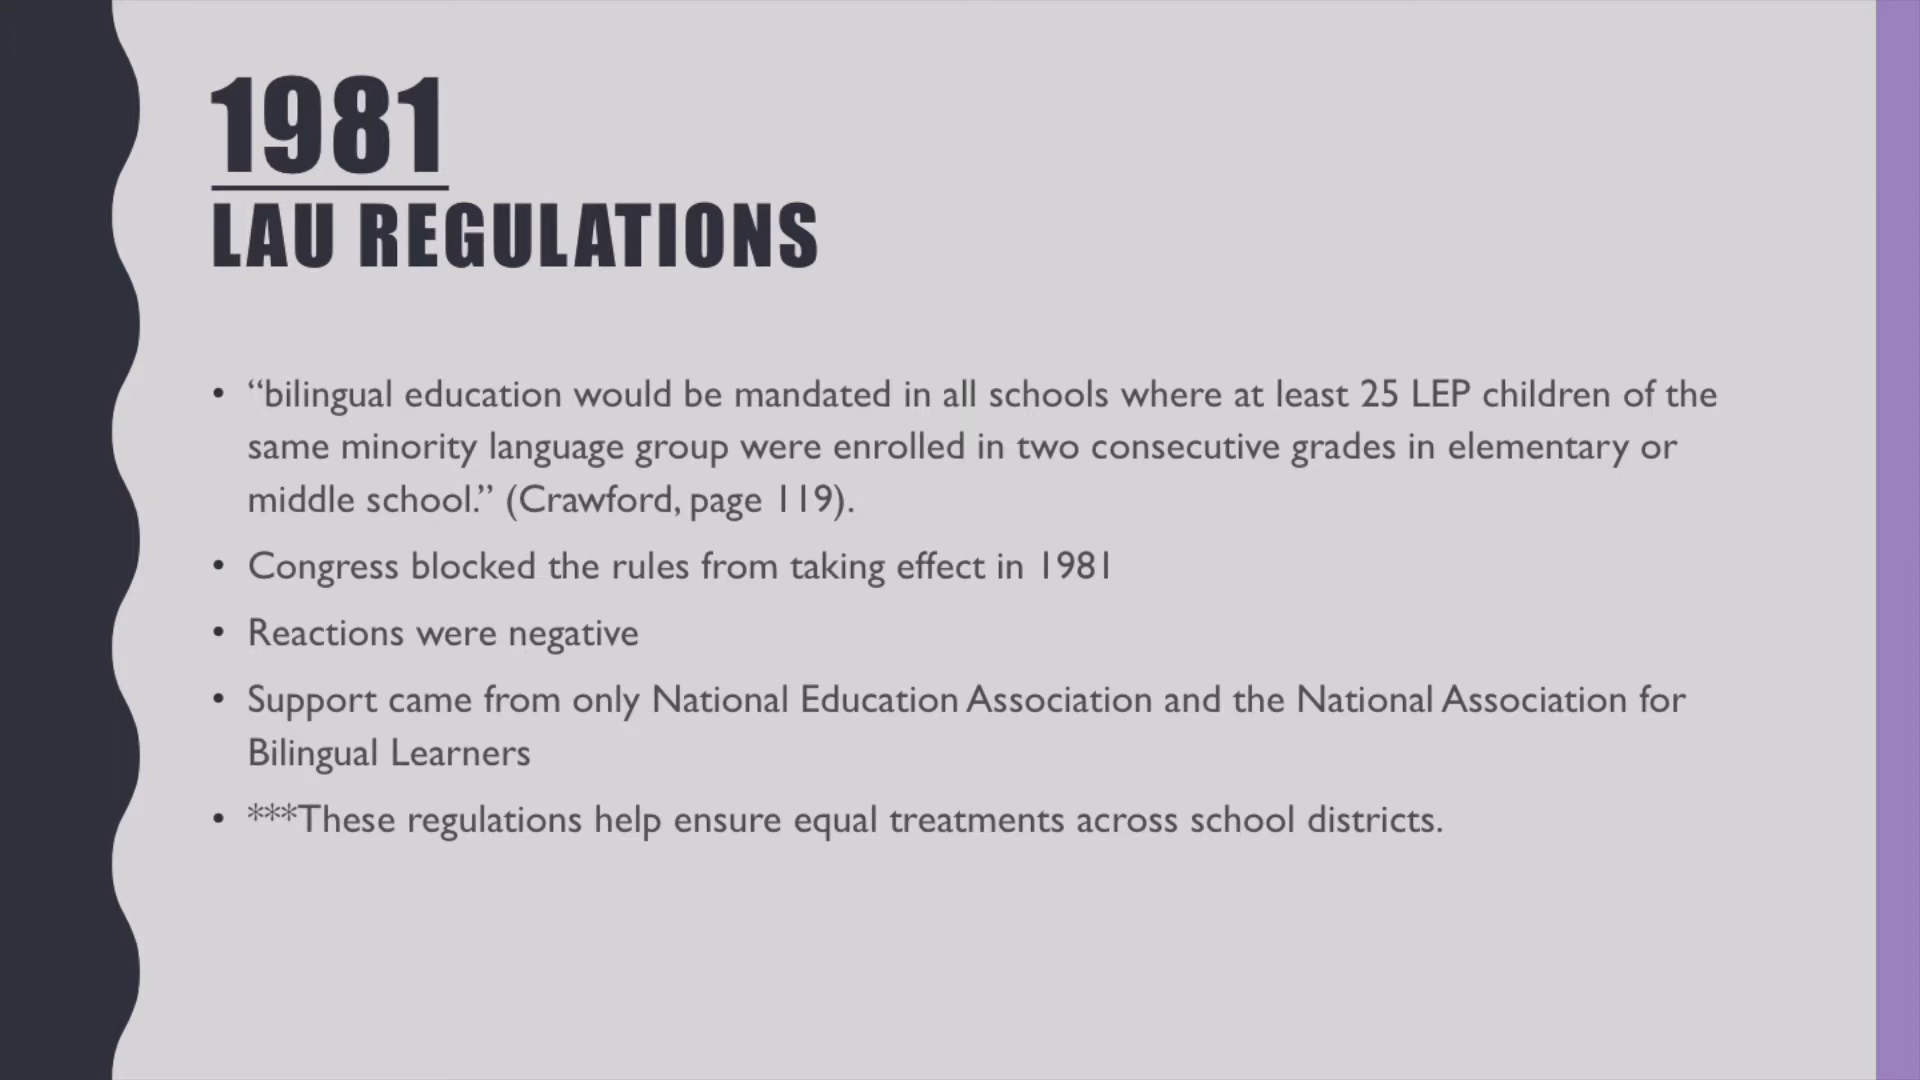 1981
LAU REGULATIONS
• “bilingual education would be mandated in all schools where at least 25 LEP children of the
same minority language group were enrolled in two consecutive grades in elementary or
middle school.” (Crawford, page 119).
• Congress blocked the rules from taking effect in 1981
• Reactions were negative
• Support came from only National Education Association and the National Association for
Bilingual Learners
• ***These regulations help ensure equal treatments across school districts.